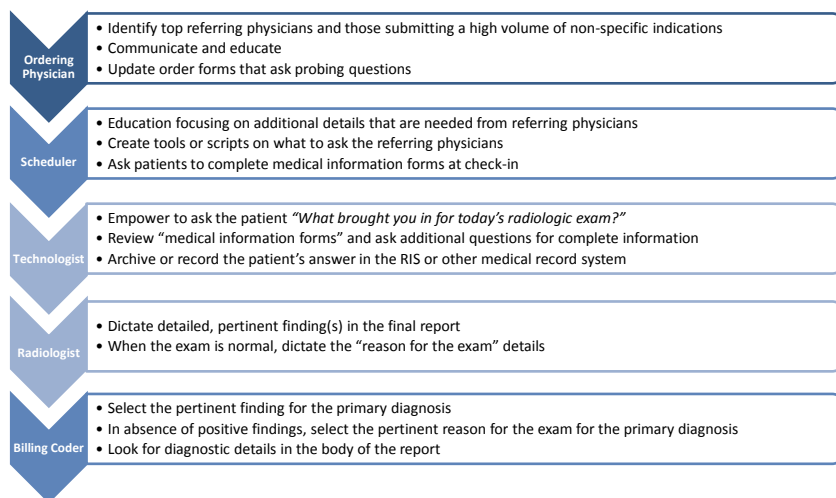 Ordering
Physician
• Identify top referring physicians and those submitting a high volume of non-specific indications
• Communicate and educate
• Update order forms that ask probing questions
Scheduler
• Education focusing on additional details that are needed from referring physicians
• Create tools or scripts on what to ask the referring physicians
• Ask patients to complete medical information forms at check-in
Technologist
• Empower to ask the patient “What brought you in for today’s radiologic exam?”
• Review “medical information forms” and ask additional questions for complete information
• Archive or record the patient’s answer in the RIS or other medical record system
Radiologist
• Dictate detailed, pertinent finding(s) in the final report
• When the exam is normal, dictate the “reason for the exam” details
Billing Coder
• Select the pertinent finding for the primary diagnosis
• In absence of positive findings, select the pertinent reason for the exam for the primary diagnosis
• Look for diagnostic details in the body of the report